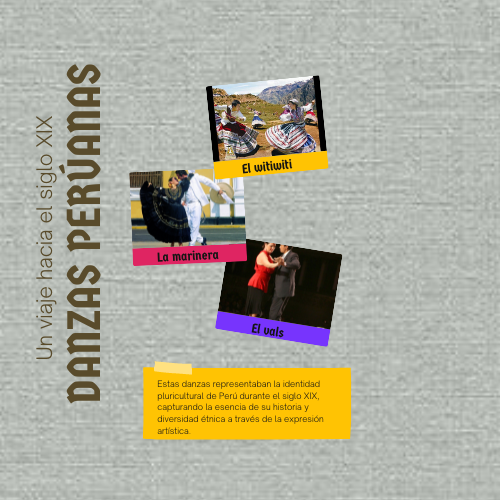 Un viaje hacia el siglo XIX
DANZAS PERÚANAS
El witiwiti
La marinera
El vals
Estas danzas representaban la identidad
pluricultural de Perú durante el siglo XIX,
capturando la esencia de su historia y
diversidad étnica a través de la expresión
artística.